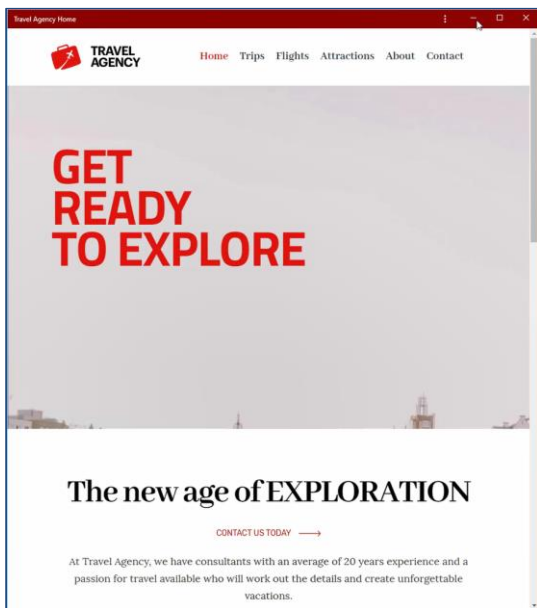 Travel Agency Home
TRAVEL
AGENCY
Home Trips Flights Attractions About Contact
GET
READY
TO EXPLORE
The new age of EXPLORATION
CONTACT US TODAY
At Travel Agency, we have consultants with an average of 20 years experience and a
passion for travel available who will work out the details and create unforgettable
vacations.